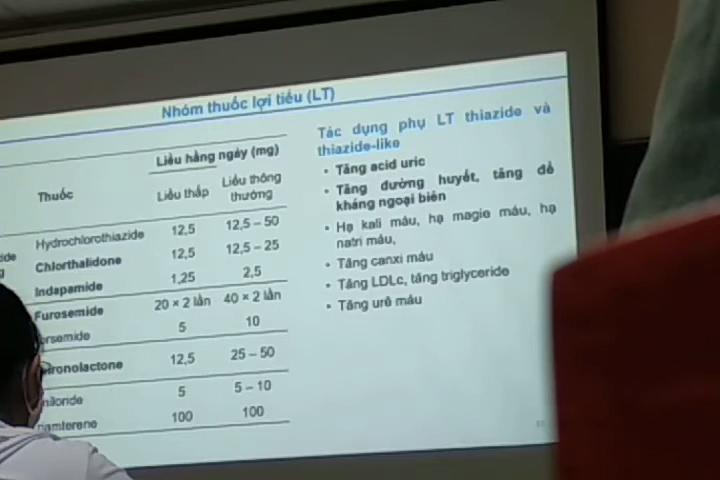 Nhóm thuốc lợi tiểu (LT)
Thuốc
Liều hằng ngày (mg)
Liều thấp
Liều thông
thường
Hydrochlorothiazide 12,5 12,5 – 50
Chlorthalidone 12,5 12,5 – 25
Indapamide 1,25 2,5
Furosemide 20 × 2 lần 40 × 2 lần
orsemide 5 10
ironolactone 12,5 25 – 50
miloride 5 5 – 10
riamterene 100 100
Tác dụng phụ LT thiazide và
thiazide-like
• Tăng acid uric
• Tăng đường huyết, tăng đề
kháng ngoại biên
• Hạ kali máu, hạ magie máu, hạ
natri máu,
• Tăng canxi máu
• Tăng LDLc, tăng triglyceride
• Tăng urê máu